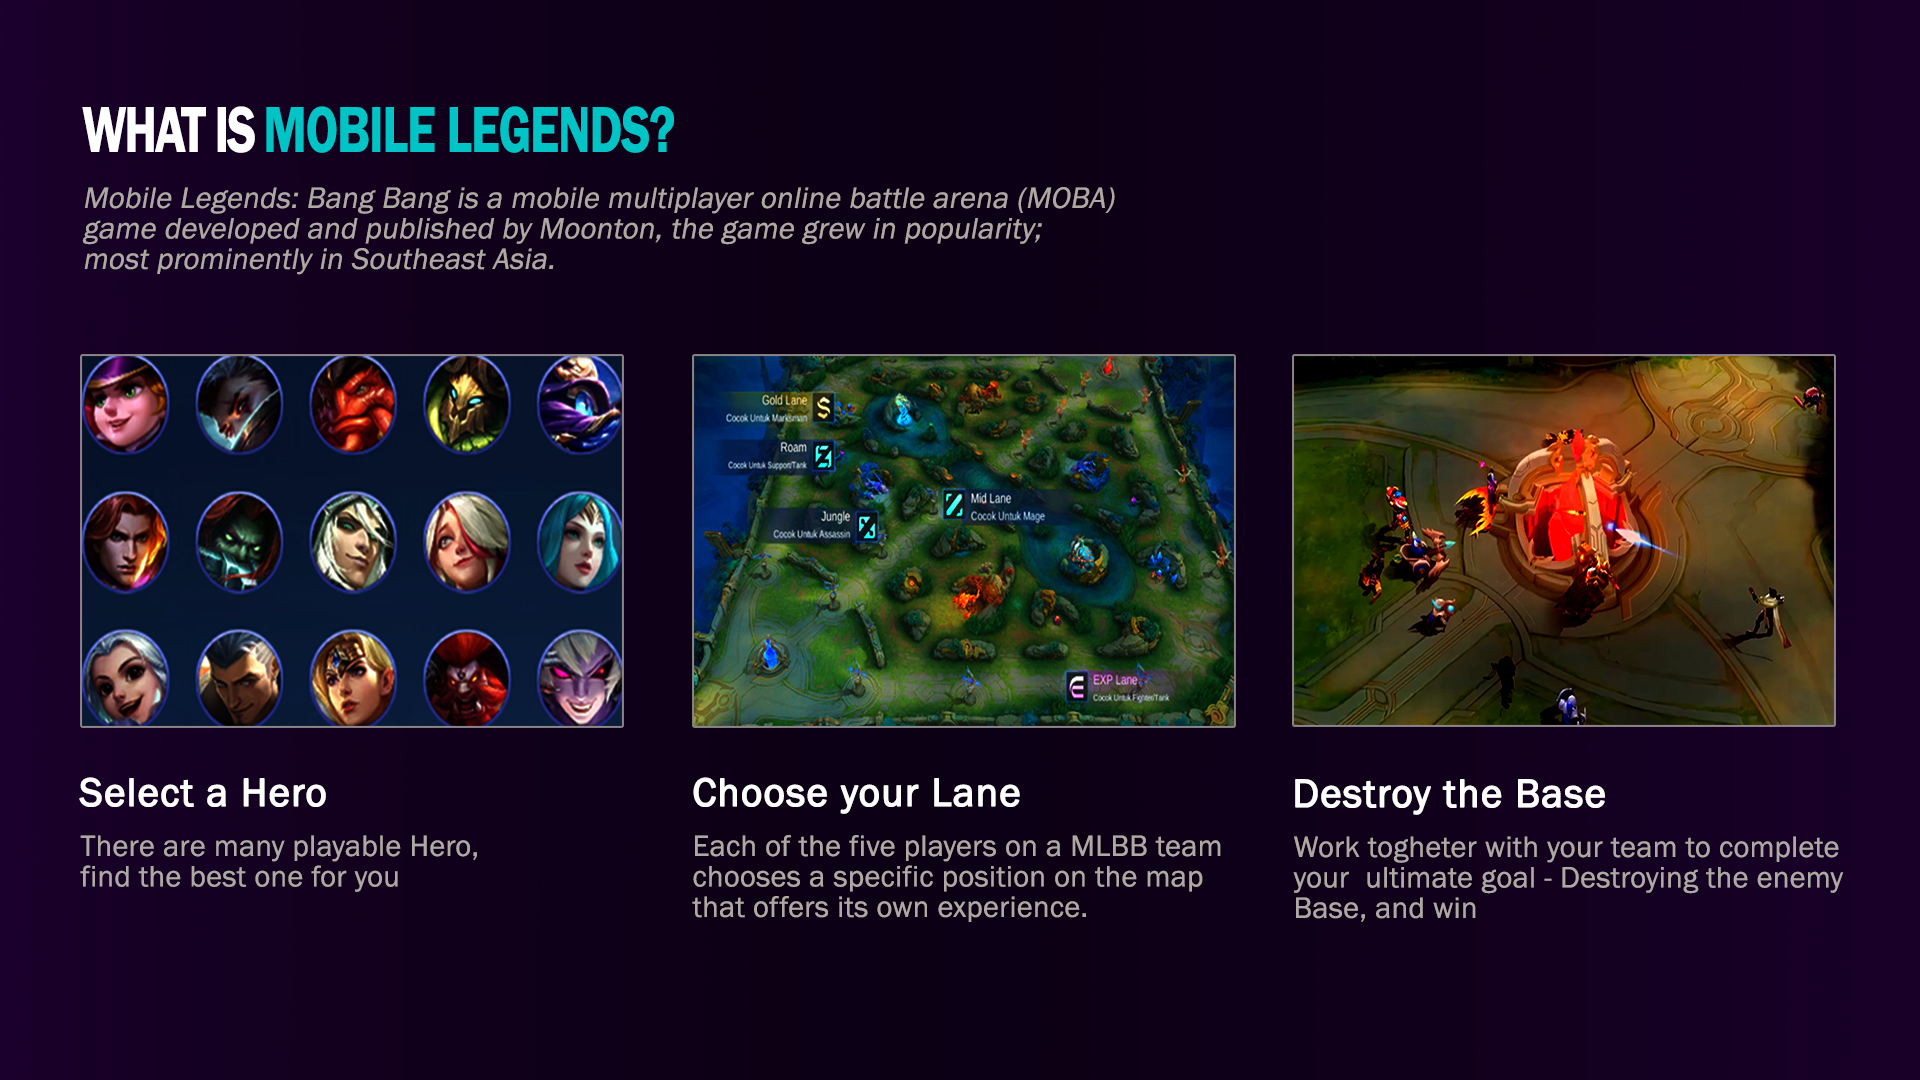 WHAT IS MOBILE LEGENDS?
Mobile Legends: Bang Bang is a mobile multiplayer online battle arena (MOBA)
game developed and published by Moonton, the game grew in popularity;
most prominently in Southeast Asia.
Gold Lane
Cocok Untuk Marksman
Roam
Cocok Untuk Support/Tank
Mid Lane
Cocok Untuk Mage
Jungle
Cocok Untuk Assassin
EXP Lane
Cocok Untuk Fighter/Tank
Select a Hero
There are many playable Hero,
find the best one for you
Choose your Lane
Each of the five players on a MLBB team
chooses a specific position on the map
that offers its own experience.
Destroy the Base
Work togheter with your team to complete
your  ultimate goal - Destroying the enemy
Base, and win